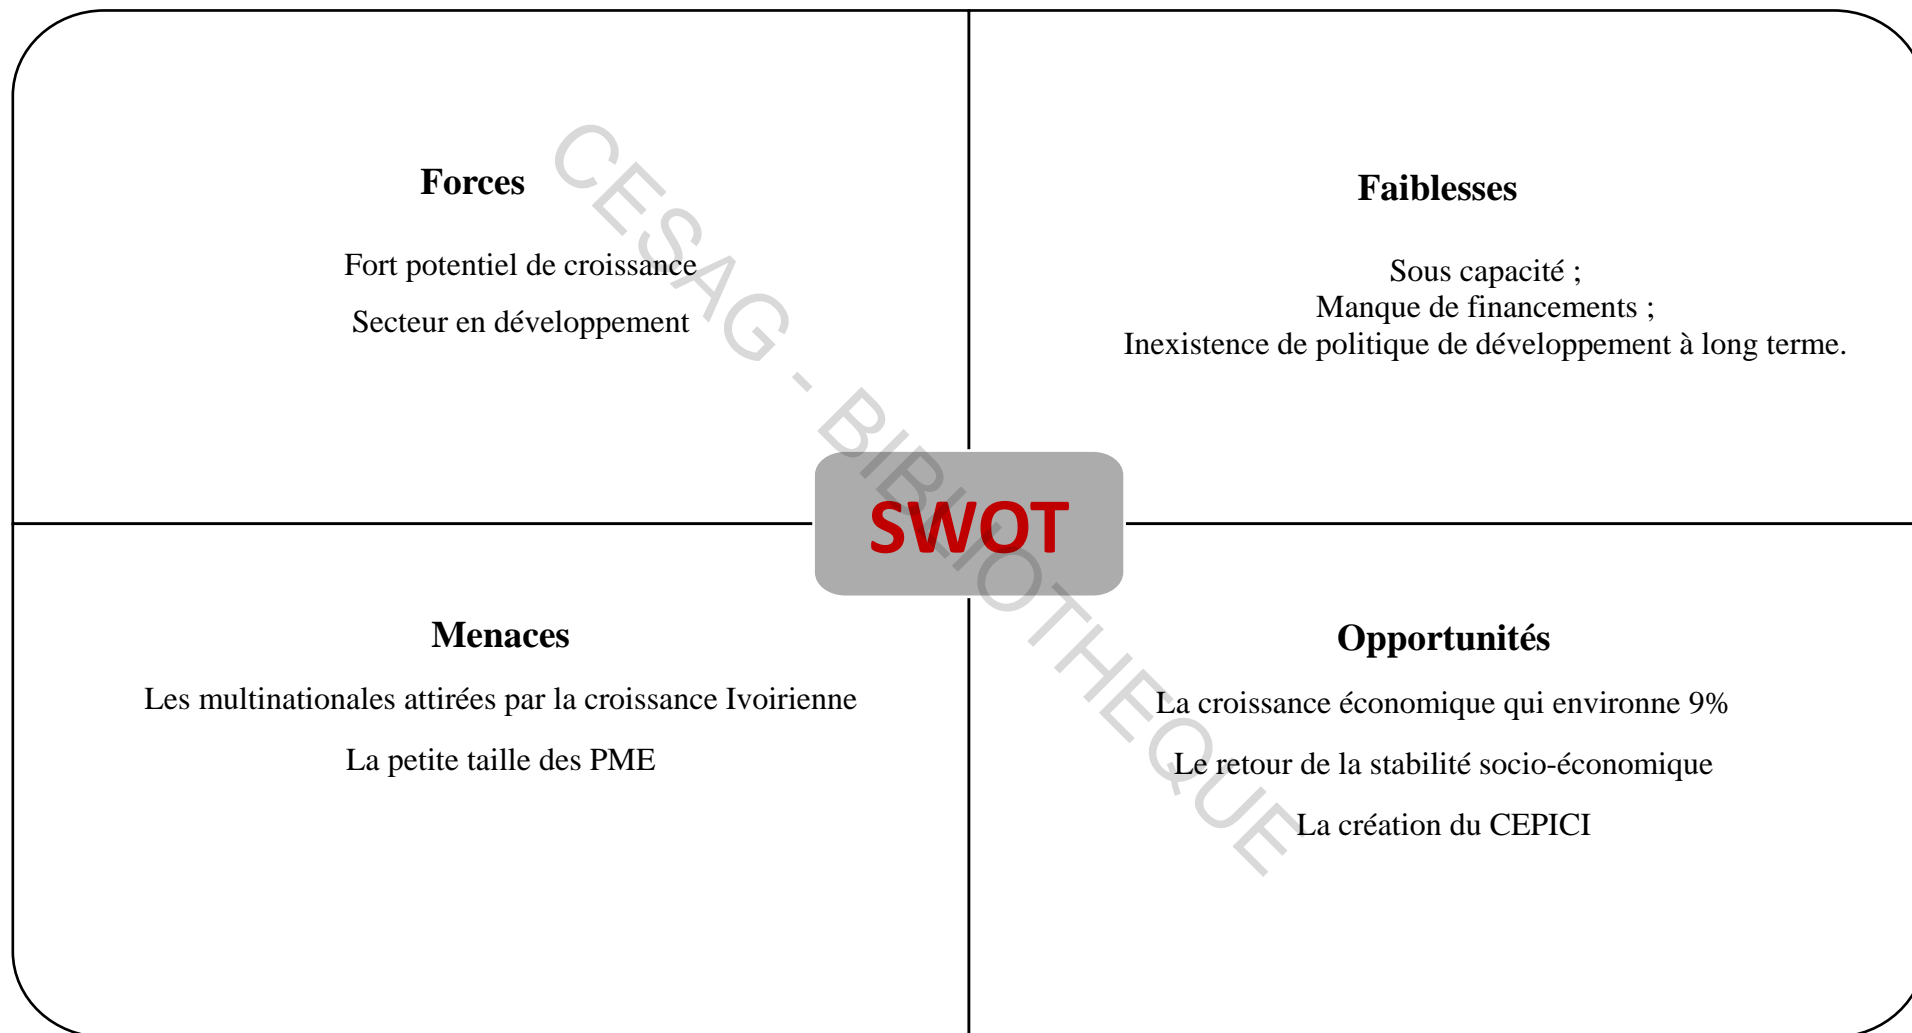 Forces
Fort potentiel de croissance
Secteur en développement
Faiblesses
Sous capacité ;
Manque de financements ;
Inexistence de politique de développement à long terme.
SWOT
Menaces
Les multinationales attirées par la croissance Ivoirienne
La petite taille des PME
Opportunités
La croissance économique qui environne 9%
Le retour de la stabilité socio-économique
La création du CEPICI
CESAG - BIBLIOTHEQUE